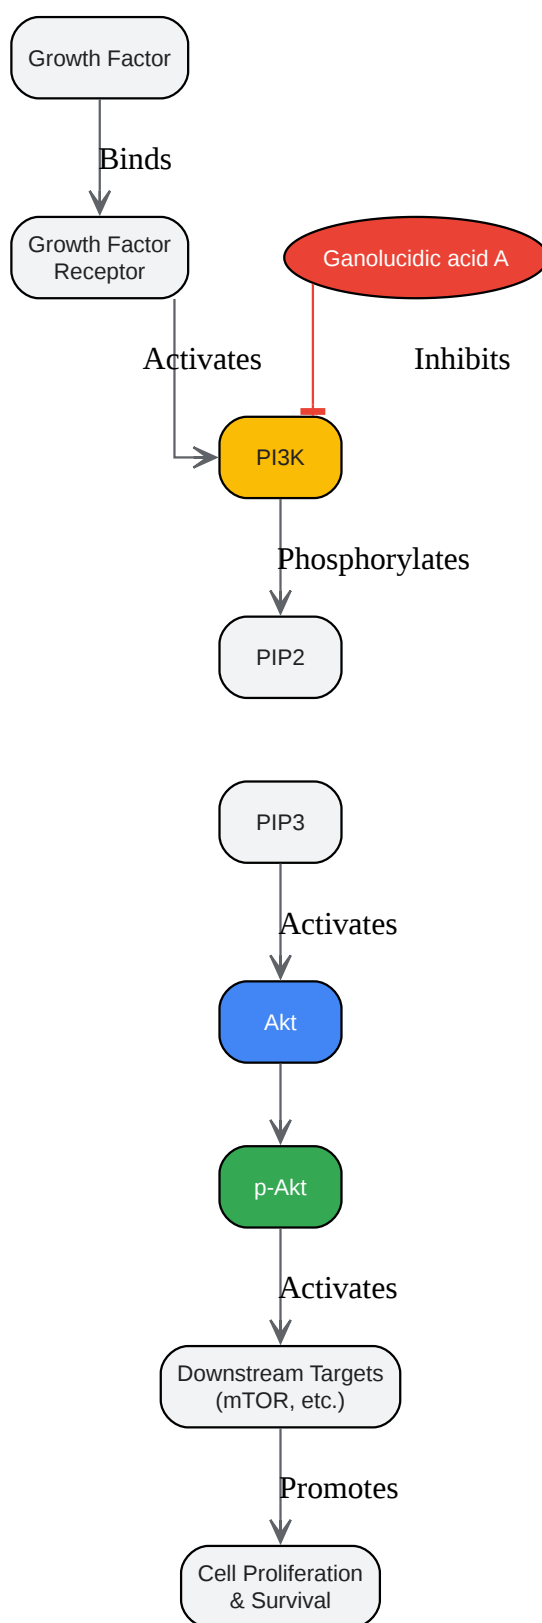 Growth Factor
Binds
Growth Factor
Receptor
Ganolucidic acid A
Activates
Inhibits
PI3K
Phosphorylates
PIP2
PIP3
Activates
Akt
p-Akt
Activates
Downstream Targets
(mTOR, etc.)
Promotes
Cell Proliferation
& Survival